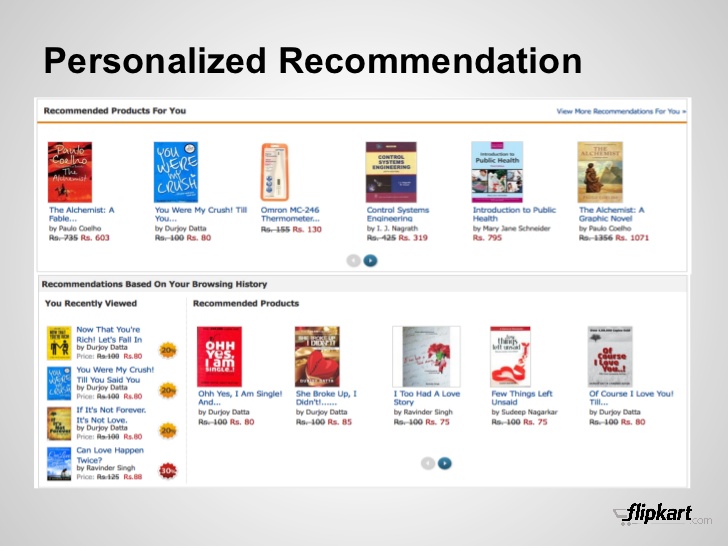 Personalized Recommendation
Recommended Products For You
View More Recommendations For You »
Paulo
Coelho
The
Alchemist
YOU
WERE
MY
CRUSH!
CONTROL
SYSTEMS
ENGINEERING
Introduction to
Public Health
THE
ALCHEMIST
The Alchemist: A
Fable...
by Paulo Coelho
Rs. 735 Rs. 603
You Were My Crush! Till
You...
by Durjoy Datta
Rs. 100 Rs. 80
Omron MC-246
Thermometer...
Rs. 155 Rs. 130
Control Systems
Engineering
by I. J. Nagrath
Rs. 425 Rs. 319
Introduction to Public
Health
by Mary Jane Schneider
Rs. 795
The Alchemist: A
Graphic Novel
by Paulo Coelho
Rs. 1356 Rs. 1071
Recommendations Based On Your Browsing History
You Recently Viewed
Now That You're
Rich! Let's Fall In
by Durjoy Datta
Price: Rs.100 Rs.80
20%
You Were My Crush!
Till You Said You
by Durjoy Datta
Price: Rs.100 Rs.80
20%
If It's Not Forever.
It's Not Love.
by Durjoy Datta
Price: Rs.100 Rs.80
20%
Can Love Happen
Twice?
by Ravinder Singh
Price: Rs.125 Rs.88
30%
Recommended Products
OHH
YES,
I AM
SINGLE!
SHE BROKE UP,
I DIDN'T!
DURJOY DATTA
few
things
left unsaid
Of
Course I
Love You..!
Ohh Yes, I Am Single!
And...
by Durjoy Datta
Rs. 100 Rs. 80
She Broke Up, I
Didn't!......
by Durjoy Datta
Rs. 100 Rs. 85
I Too Had A Love
Story
by Ravinder Singh
Rs. 100 Rs. 75
Few Things Left
Unsaid
by Sudeep Nagarkar
Rs. 100 Rs. 75
Of Course I Love You!
Till...
by Durjoy Datta
Rs. 100 Rs. 80
flipkart
.com